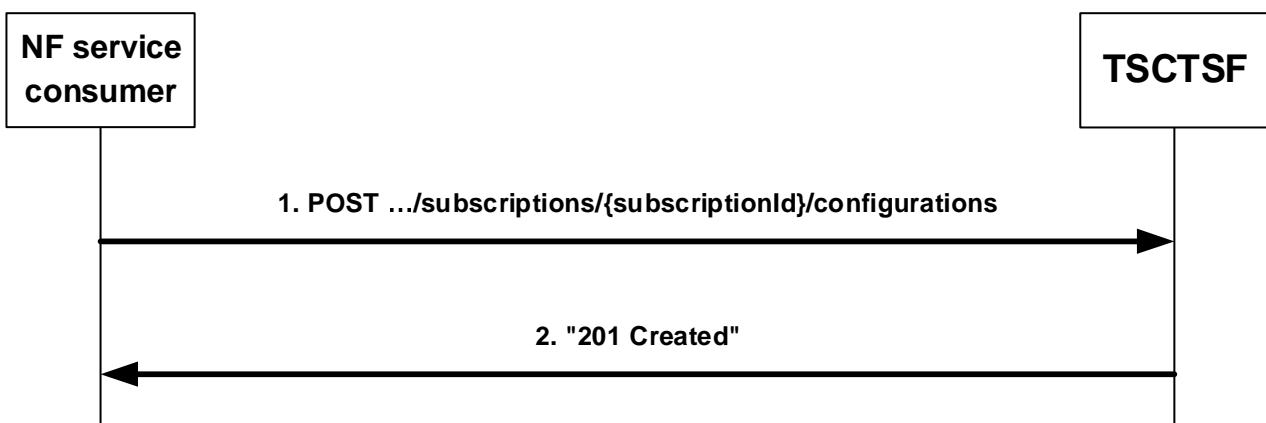 NF service
consumer
TSCTSF
1. POST …/subscriptions/{subscriptionId}/configurations
2. "201 Created"